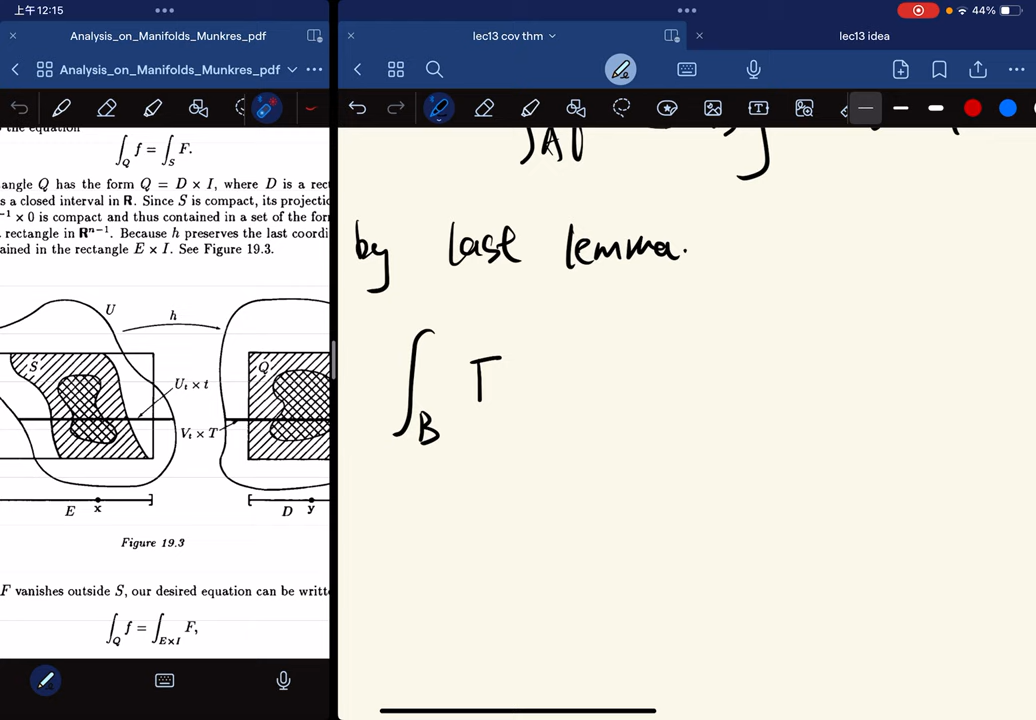 上午12:15
44%
Analysis_on_Manifolds_Munkres_pdf
lec13 cov thm
lec13 idea
Analysis_on_Manifolds_Munkres_pdf
the equation
∫_Q f = ∫_S F.
angle Q has the form Q = D × I, where D is a rect
s a closed interval in R. Since S is compact, its projectio
⁻¹ × 0 is compact and thus contained in a set of the for
rectangle in Rⁿ⁻¹. Because h preserves the last coordi
ained in the rectangle E × I. See Figure 19.3.
U
h
S
Q
U_t × t
V_t × T
E x
D y
Figure 19.3
F vanishes outside S, our desired equation can be writt
∫_Q f = ∫_{E×I} F,
by last lemma.
∫_B T